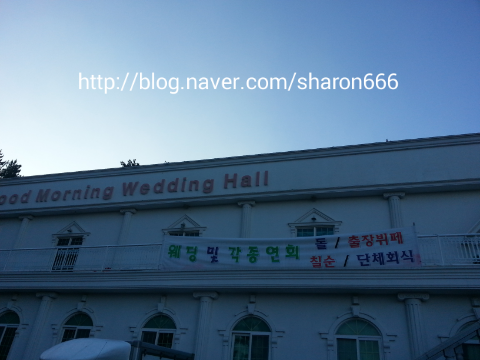 http://blog.naver.com/sharon666
ood Morning Wedding Hall
웨딩 및 각종연회 돌 / 출장뷔페
칠순 / 단체회식